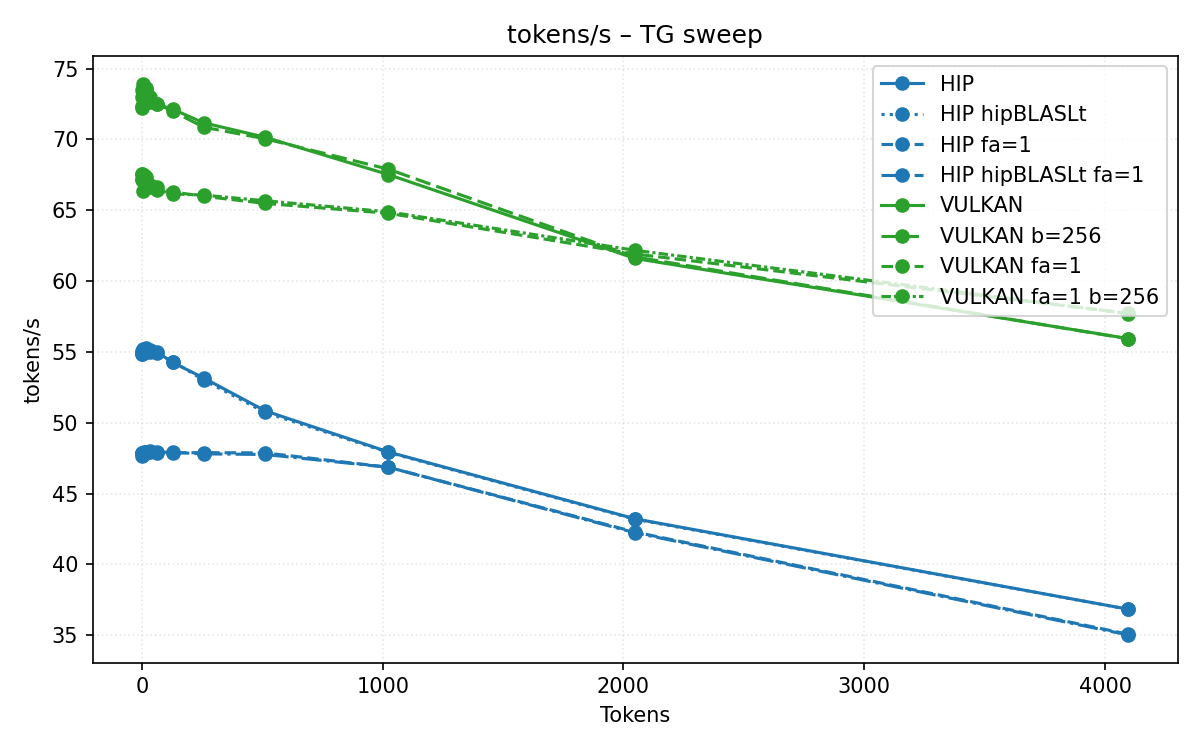 tokens/s – TG sweep
75
70
65
60
55
50
45
40
35
tokens/s
0
1000
2000
3000
4000
Tokens
HIP
HIP hipBLASLt
HIP fa=1
HIP hipBLASLt fa=1
VULKAN
VULKAN b=256
VULKAN fa=1
VULKAN fa=1 b=256